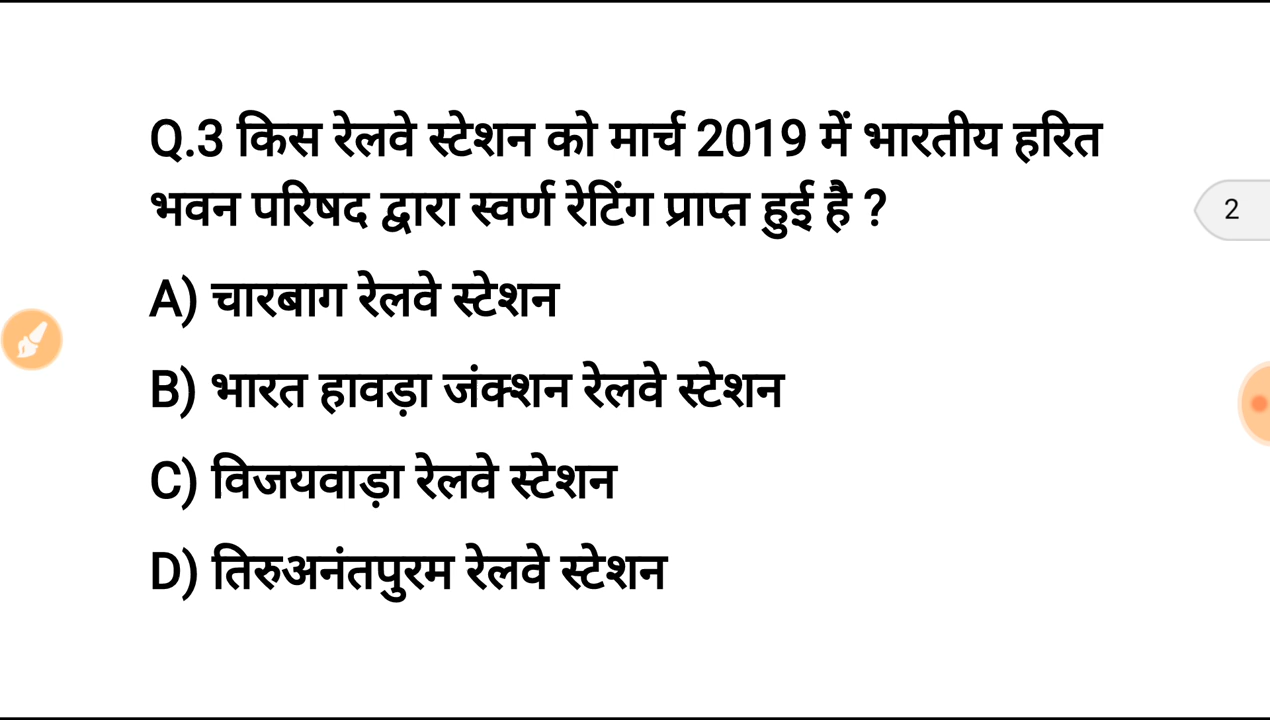 Q.3 किस रेलवे स्टेशन को मार्च 2019 में भारतीय हरित
भवन परिषद द्वारा स्वर्ण रेटिंग प्राप्त हुई है ?
2
A) चारबाग रेलवे स्टेशन
B) भारत हावड़ा जंक्शन रेलवे स्टेशन
C) विजयवाड़ा रेलवे स्टेशन
D) तिरुअनंतपुरम रेलवे स्टेशन